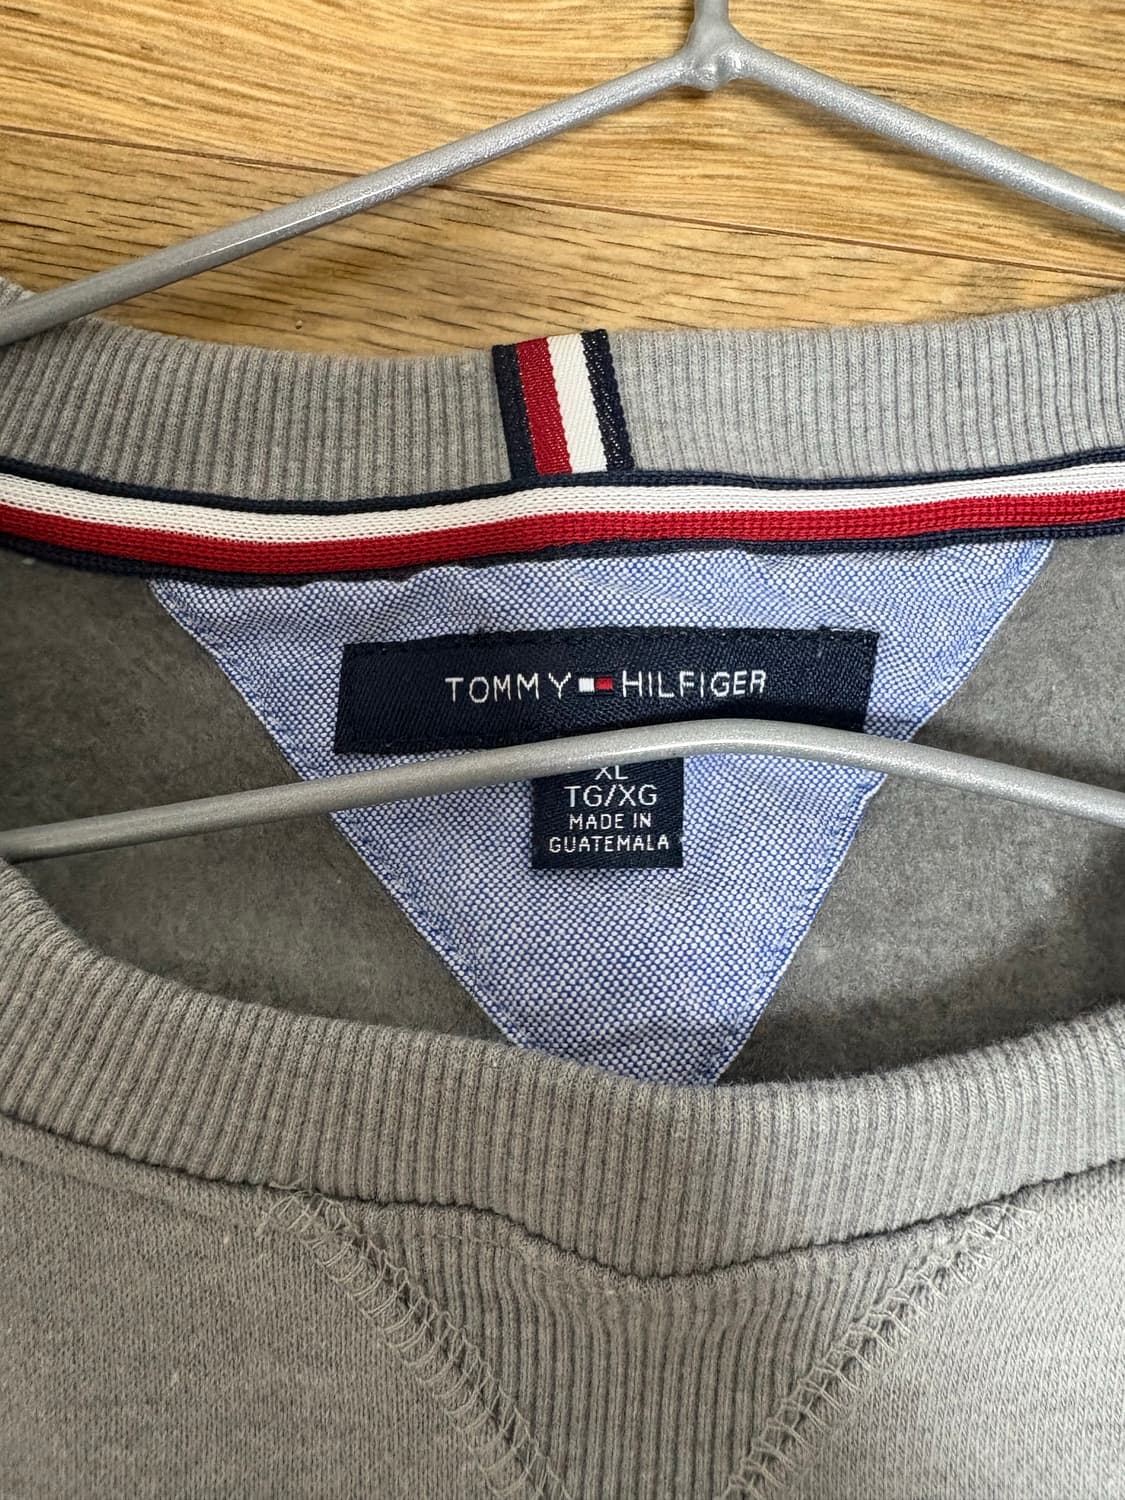 TOMMY HILFIGER
XL
TG/XG
MADE IN
GUATEMALA